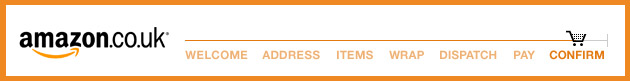 amazon.co.uk
WELCOME ADDRESS ITEMS WRAP DISPATCH PAY CONFIRM